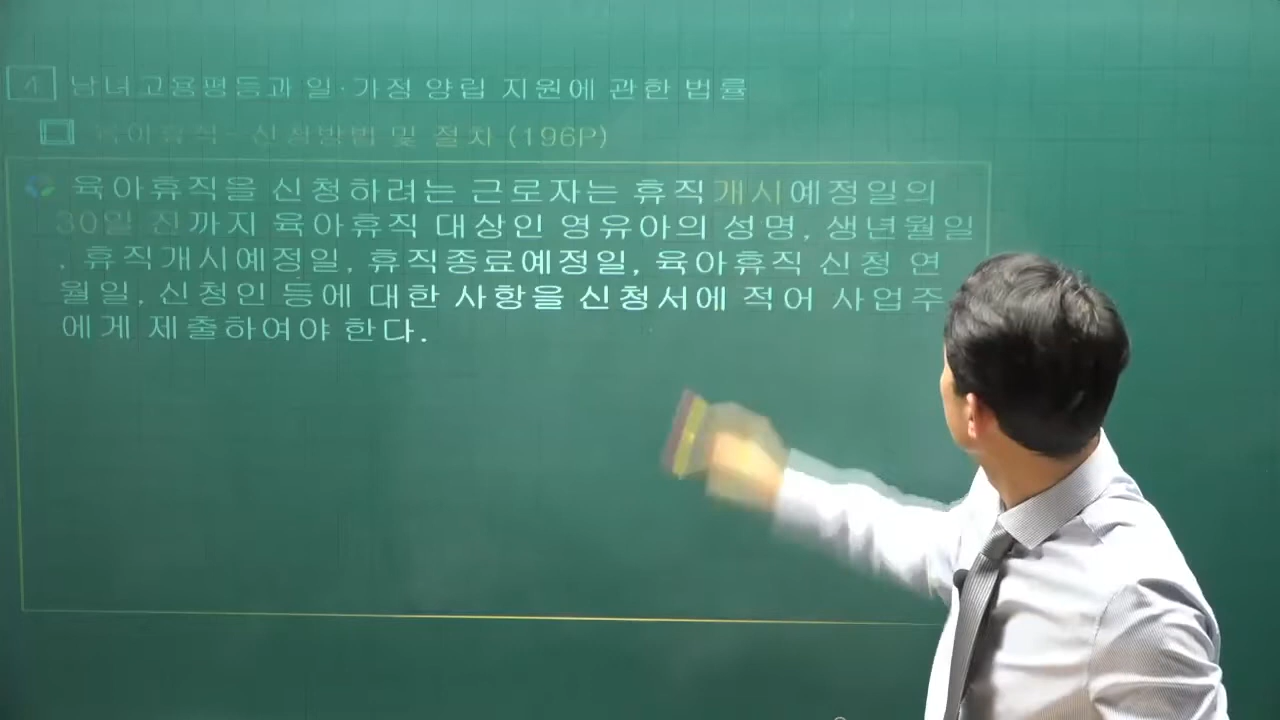 4 남녀고용평등과 일·가정 양립 지원에 관한 법률
육아휴직 - 신청방법 및 절차 (196P)
육아휴직을 신청하려는 근로자는 휴직개시예정일의
30일 전까지 육아휴직 대상인 영유아의 성명, 생년월일
, 휴직개시예정일, 휴직종료예정일, 육아휴직 신청 연
월일, 신청인 등에 대한 사항을 신청서에 적어 사업주
에게 제출하여야 한다.